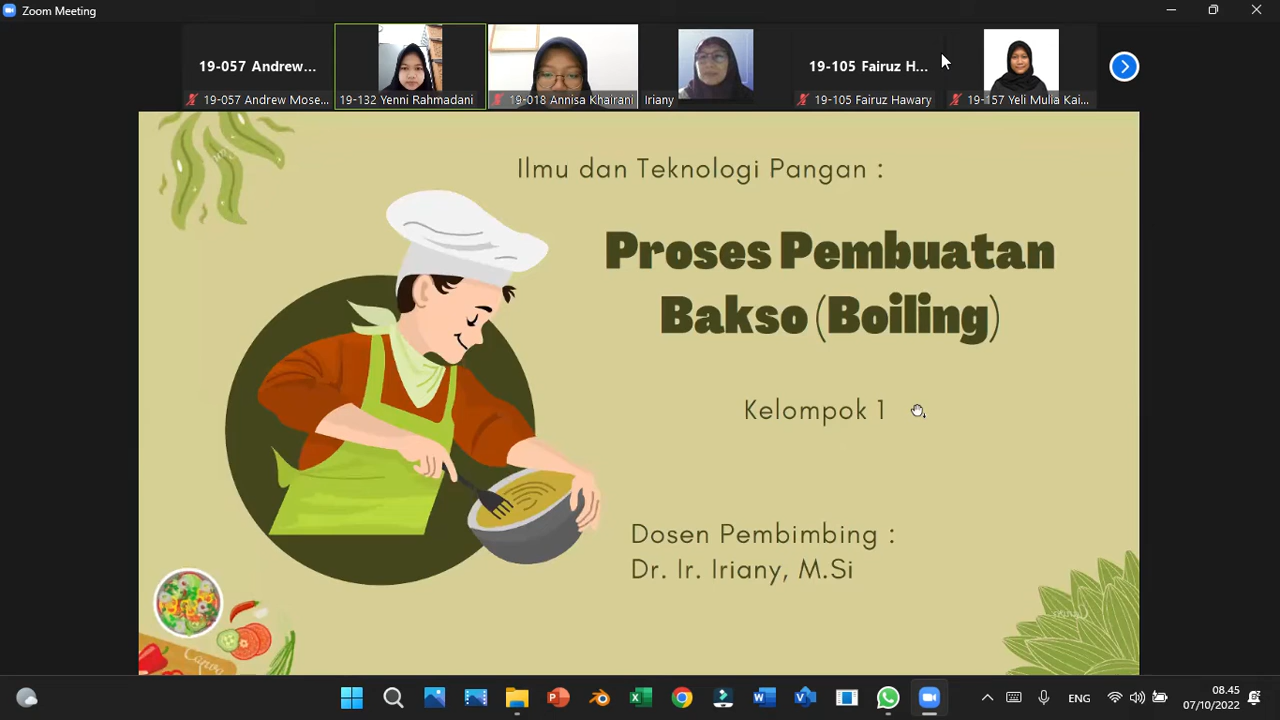 Zoom Meeting
19-057 Andrew...
19-105 Fairuz H...
19-057 Andrew Mose...
19-132 Yenni Rahmadani
19-018 Annisa Khairani
Iriany
19-105 Fairuz Hawary
19-157 Yeli Mulia Kai...
Ilmu dan Teknologi Pangan :
Proses Pembuatan
Bakso (Boiling)
Kelompok 1
Dosen Pembimbing :
Dr. Ir. Iriany, M.Si
Canva
ENG
08.45
07/10/2022